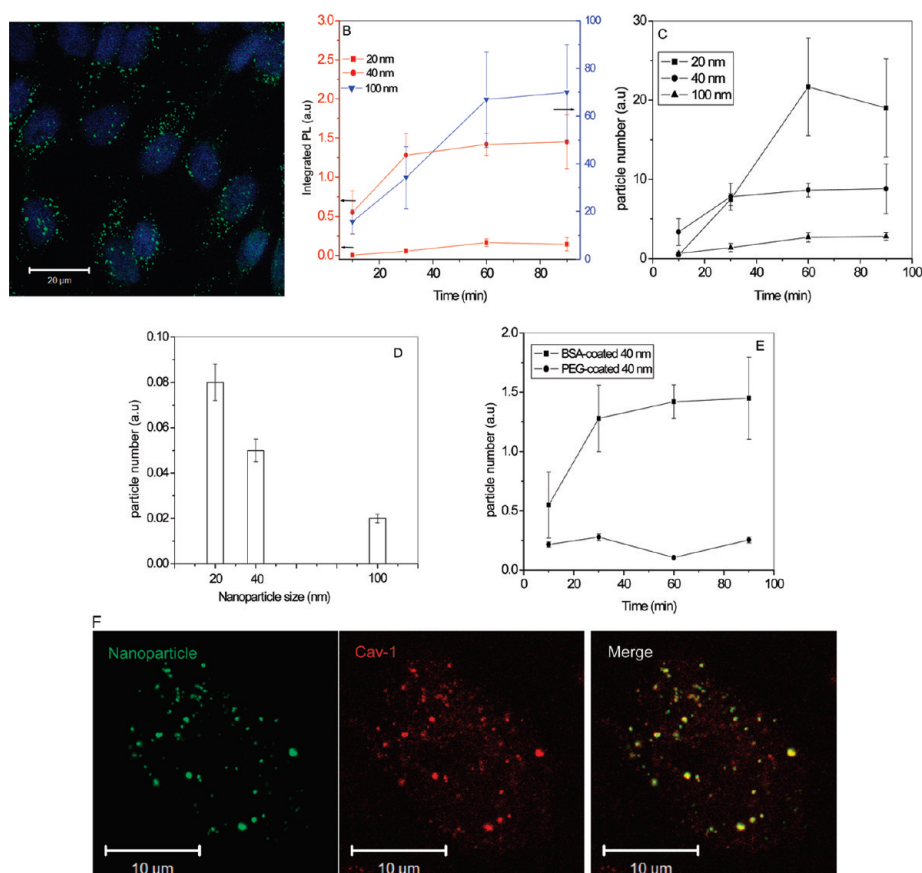 20 µm
B
20 nm
40 nm
100 nm
Integrated PL (a.u)
3.0
2.5
2.0
1.5
1.0
0.5
0.0
100
80
60
40
20
0
20 40 60 80
Time (min)
C
20 nm
40 nm
100 nm
particle number (a.u)
30
20
10
0
0 20 40 60 80 100
Time (min)
D
particle number (a.u)
0.10
0.08
0.06
0.04
0.02
0.00
20 40 100
Nanoparticle size (nm)
E
BSA-coated 40 nm
PEG-coated 40 nm
particle number (a.u)
2.0
1.5
1.0
0.5
0.0
0 20 40 60 80 100
Time (min)
F
Nanoparticle
10 µm
Cav-1
10 µm
Merge
10 µm